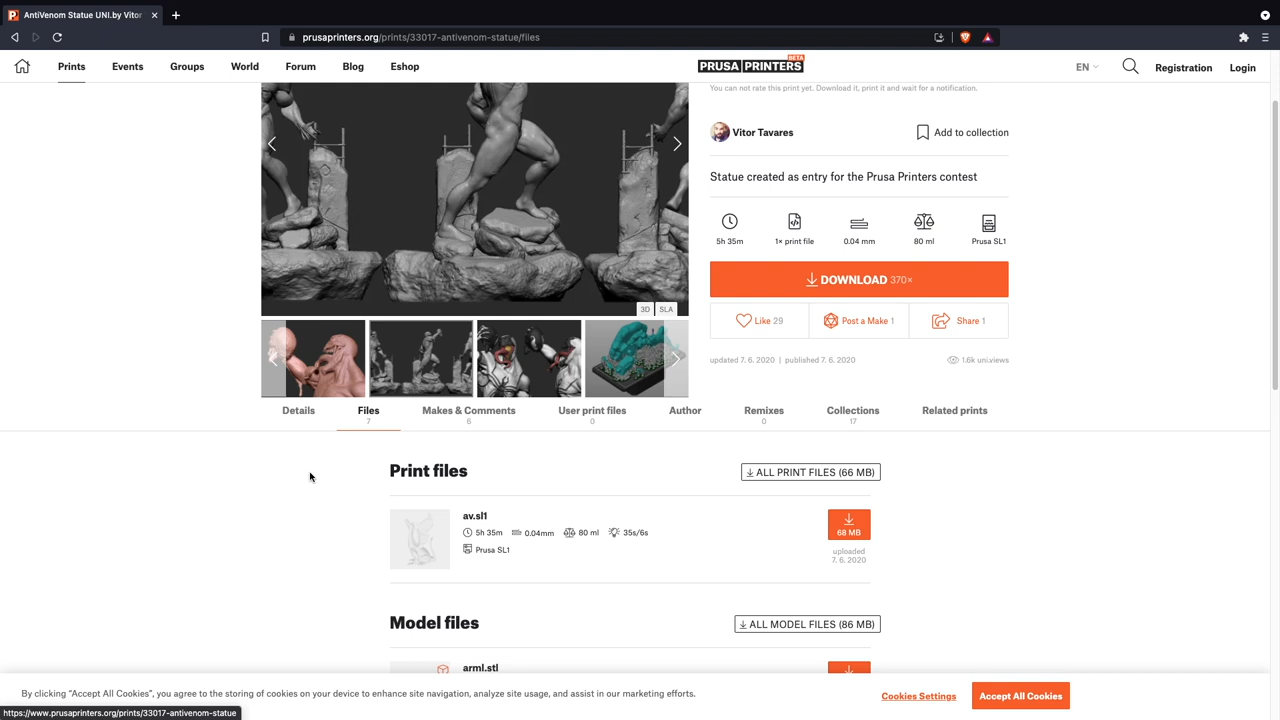 AntiVenom Statue UNI.by Vitor
prusaprinters.org/prints/33017-antivenom-statue/files
Prints
Events
Groups
World
Forum
Blog
Eshop
PRUSA PRINTERS
BETA
EN
Registration
Login
You can not rate this print yet. Download it, print it and wait for a notification.
Vitor Tavares
Add to collection
Statue created as entry for the Prusa Printers contest
5h 35m
1× print file
0.04 mm
80 ml
Prusa SL1
DOWNLOAD 370×
3D
SLA
Like 29
Post a Make 1
Share 1
updated 7. 6. 2020 | published 7. 6. 2020
1.6k uni.views
Details
Files
7
Makes & Comments
6
User print files
0
Author
Remixes
0
Collections
17
Related prints
Print files
ALL PRINT FILES (66 MB)
av.sl1
5h 35m
0.04mm
80 ml
35s/6s
Prusa SL1
68 MB
uploaded
7. 6. 2020
Model files
ALL MODEL FILES (86 MB)
arml.stl
By clicking “Accept All Cookies”, you agree to the storing of cookies on your device to enhance site navigation, analyze site usage, and assist in our marketing efforts.
Cookies Settings
Accept All Cookies
https://www.prusaprinters.org/prints/33017-antivenom-statue